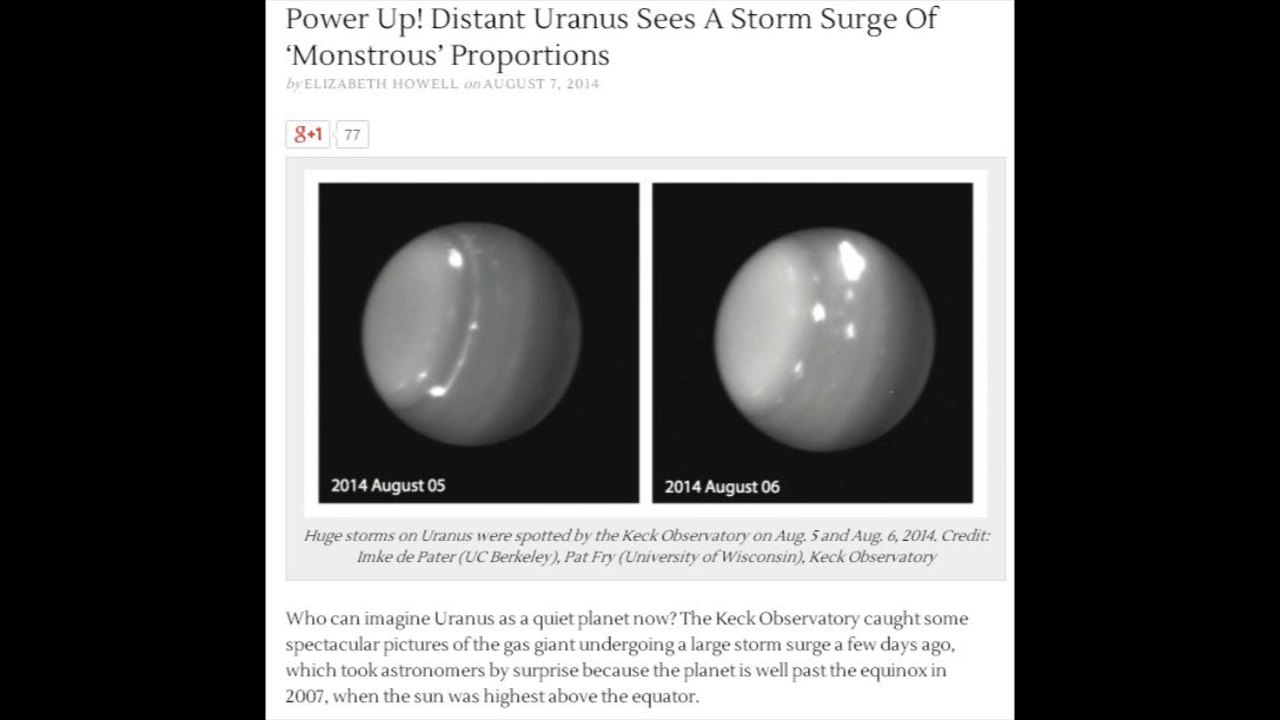 Power Up! Distant Uranus Sees A Storm Surge Of
‘Monstrous’ Proportions
by ELIZABETH HOWELL on AUGUST 7, 2014
g+1 77
2014 August 05
2014 August 06
Huge storms on Uranus were spotted by the Keck Observatory on Aug. 5 and Aug. 6, 2014. Credit:
Imke de Pater (UC Berkeley), Pat Fry (University of Wisconsin), Keck Observatory
Who can imagine Uranus as a quiet planet now? The Keck Observatory caught some
spectacular pictures of the gas giant undergoing a large storm surge a few days ago,
which took astronomers by surprise because the planet is well past the equinox in
2007, when the sun was highest above the equator.